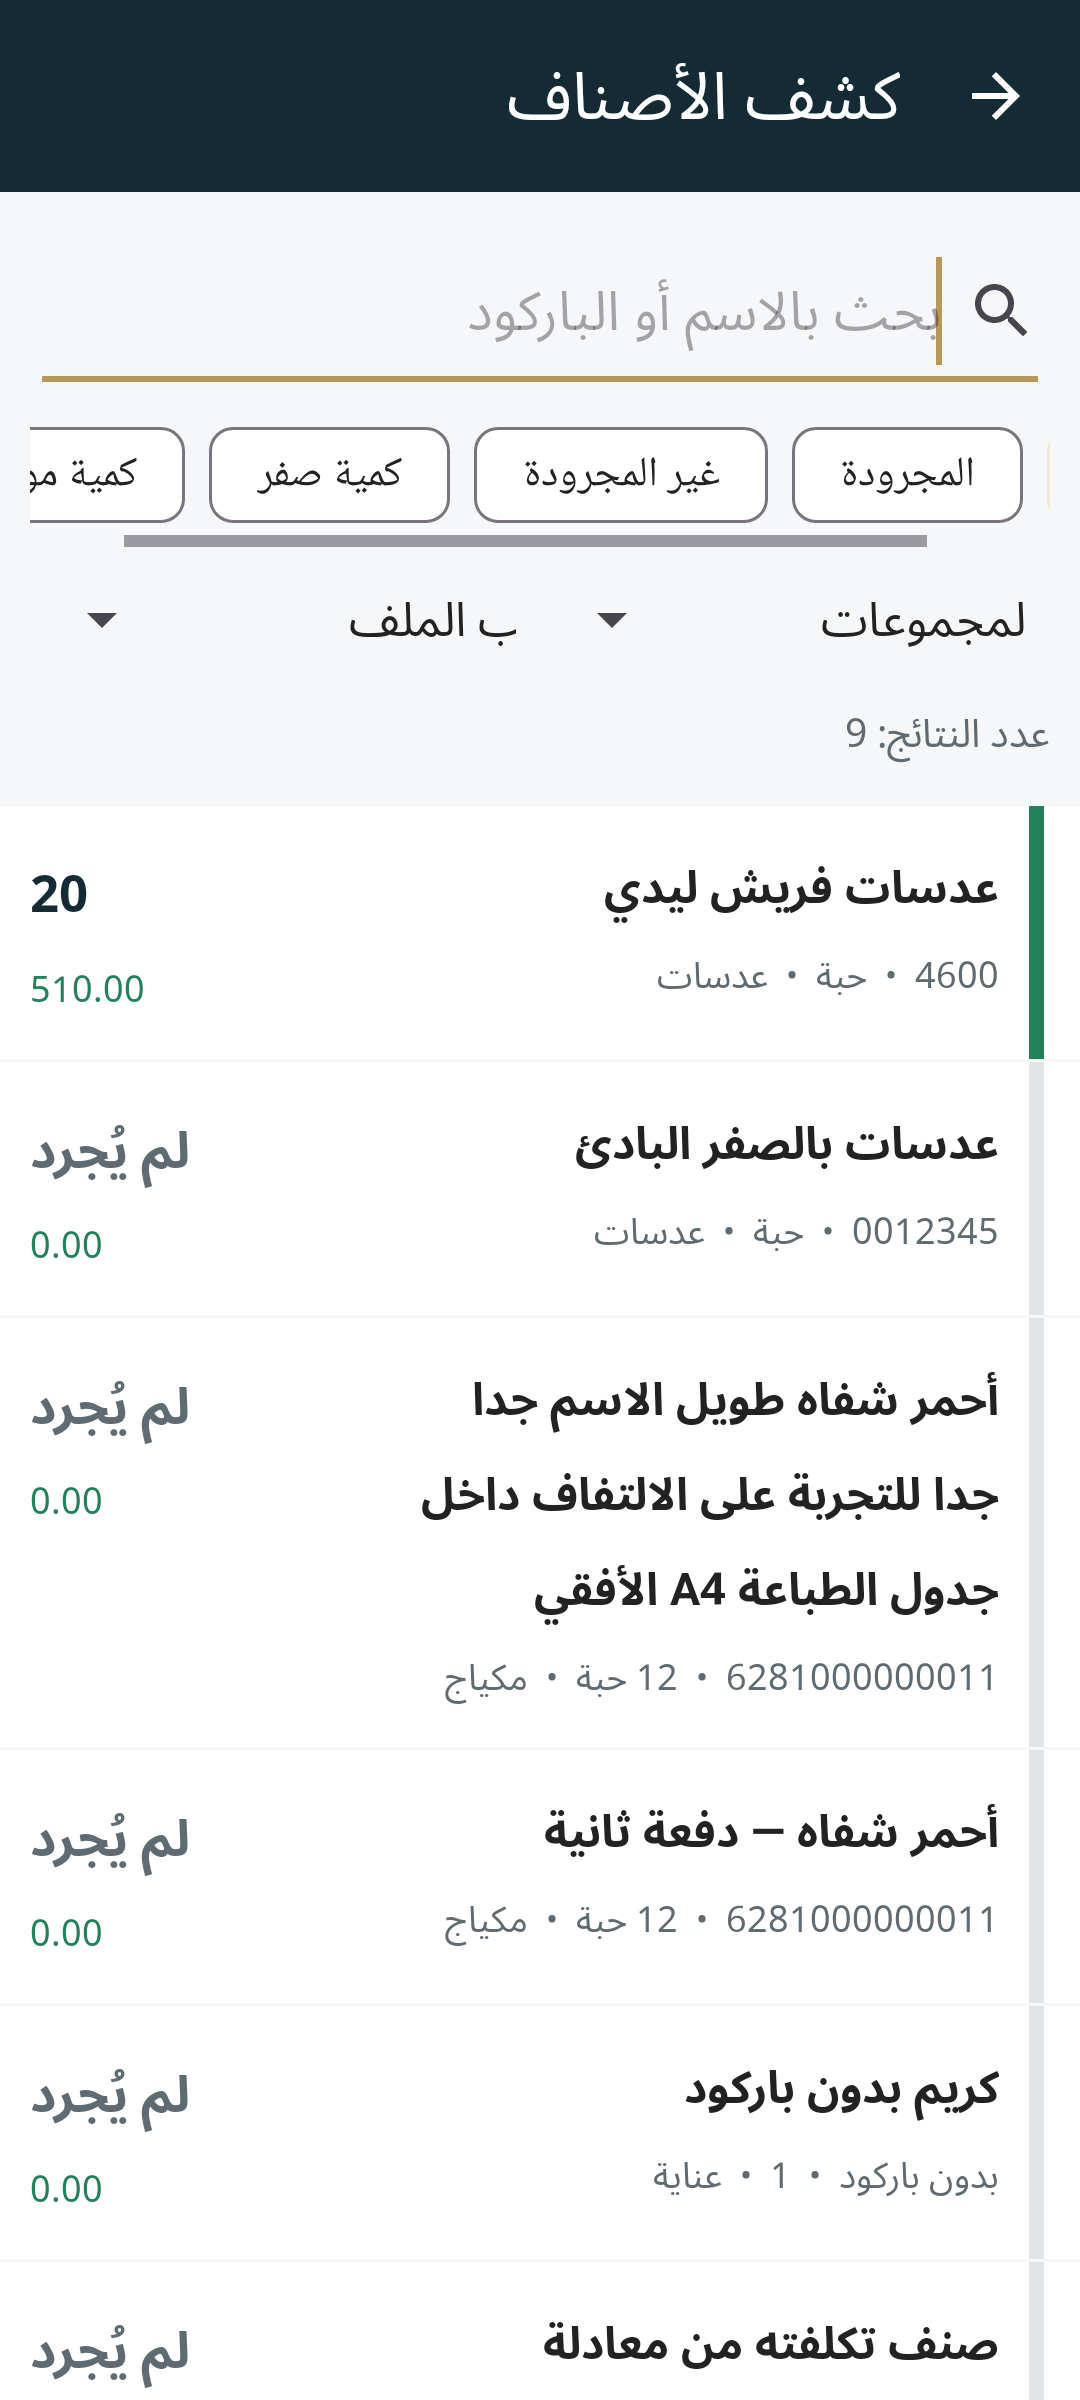 كشف الأصناف
بحث بالاسم أو الباركود
المجرودة
غير المجرودة
كمية صفر
كمية مو
لمجموعات
ب الملف
عدد النتائج: 9
عدسات فريش ليدي
20
4600 • حبة • عدسات
510.00
عدسات بالصفر البادئ
لم يُجرد
0012345 • حبة • عدسات
0.00
أحمر شفاه طويل الاسم جدا
جدا للتجربة على الالتفاف داخل
جدول الطباعة A4 الأفقي
لم يُجرد
6281000000011 • 12 حبة • مكياج
0.00
أحمر شفاه – دفعة ثانية
لم يُجرد
6281000000011 • 12 حبة • مكياج
0.00
كريم بدون باركود
لم يُجرد
بدون باركود • 1 • عناية
0.00
صنف تكلفته من معادلة
لم يُجرد